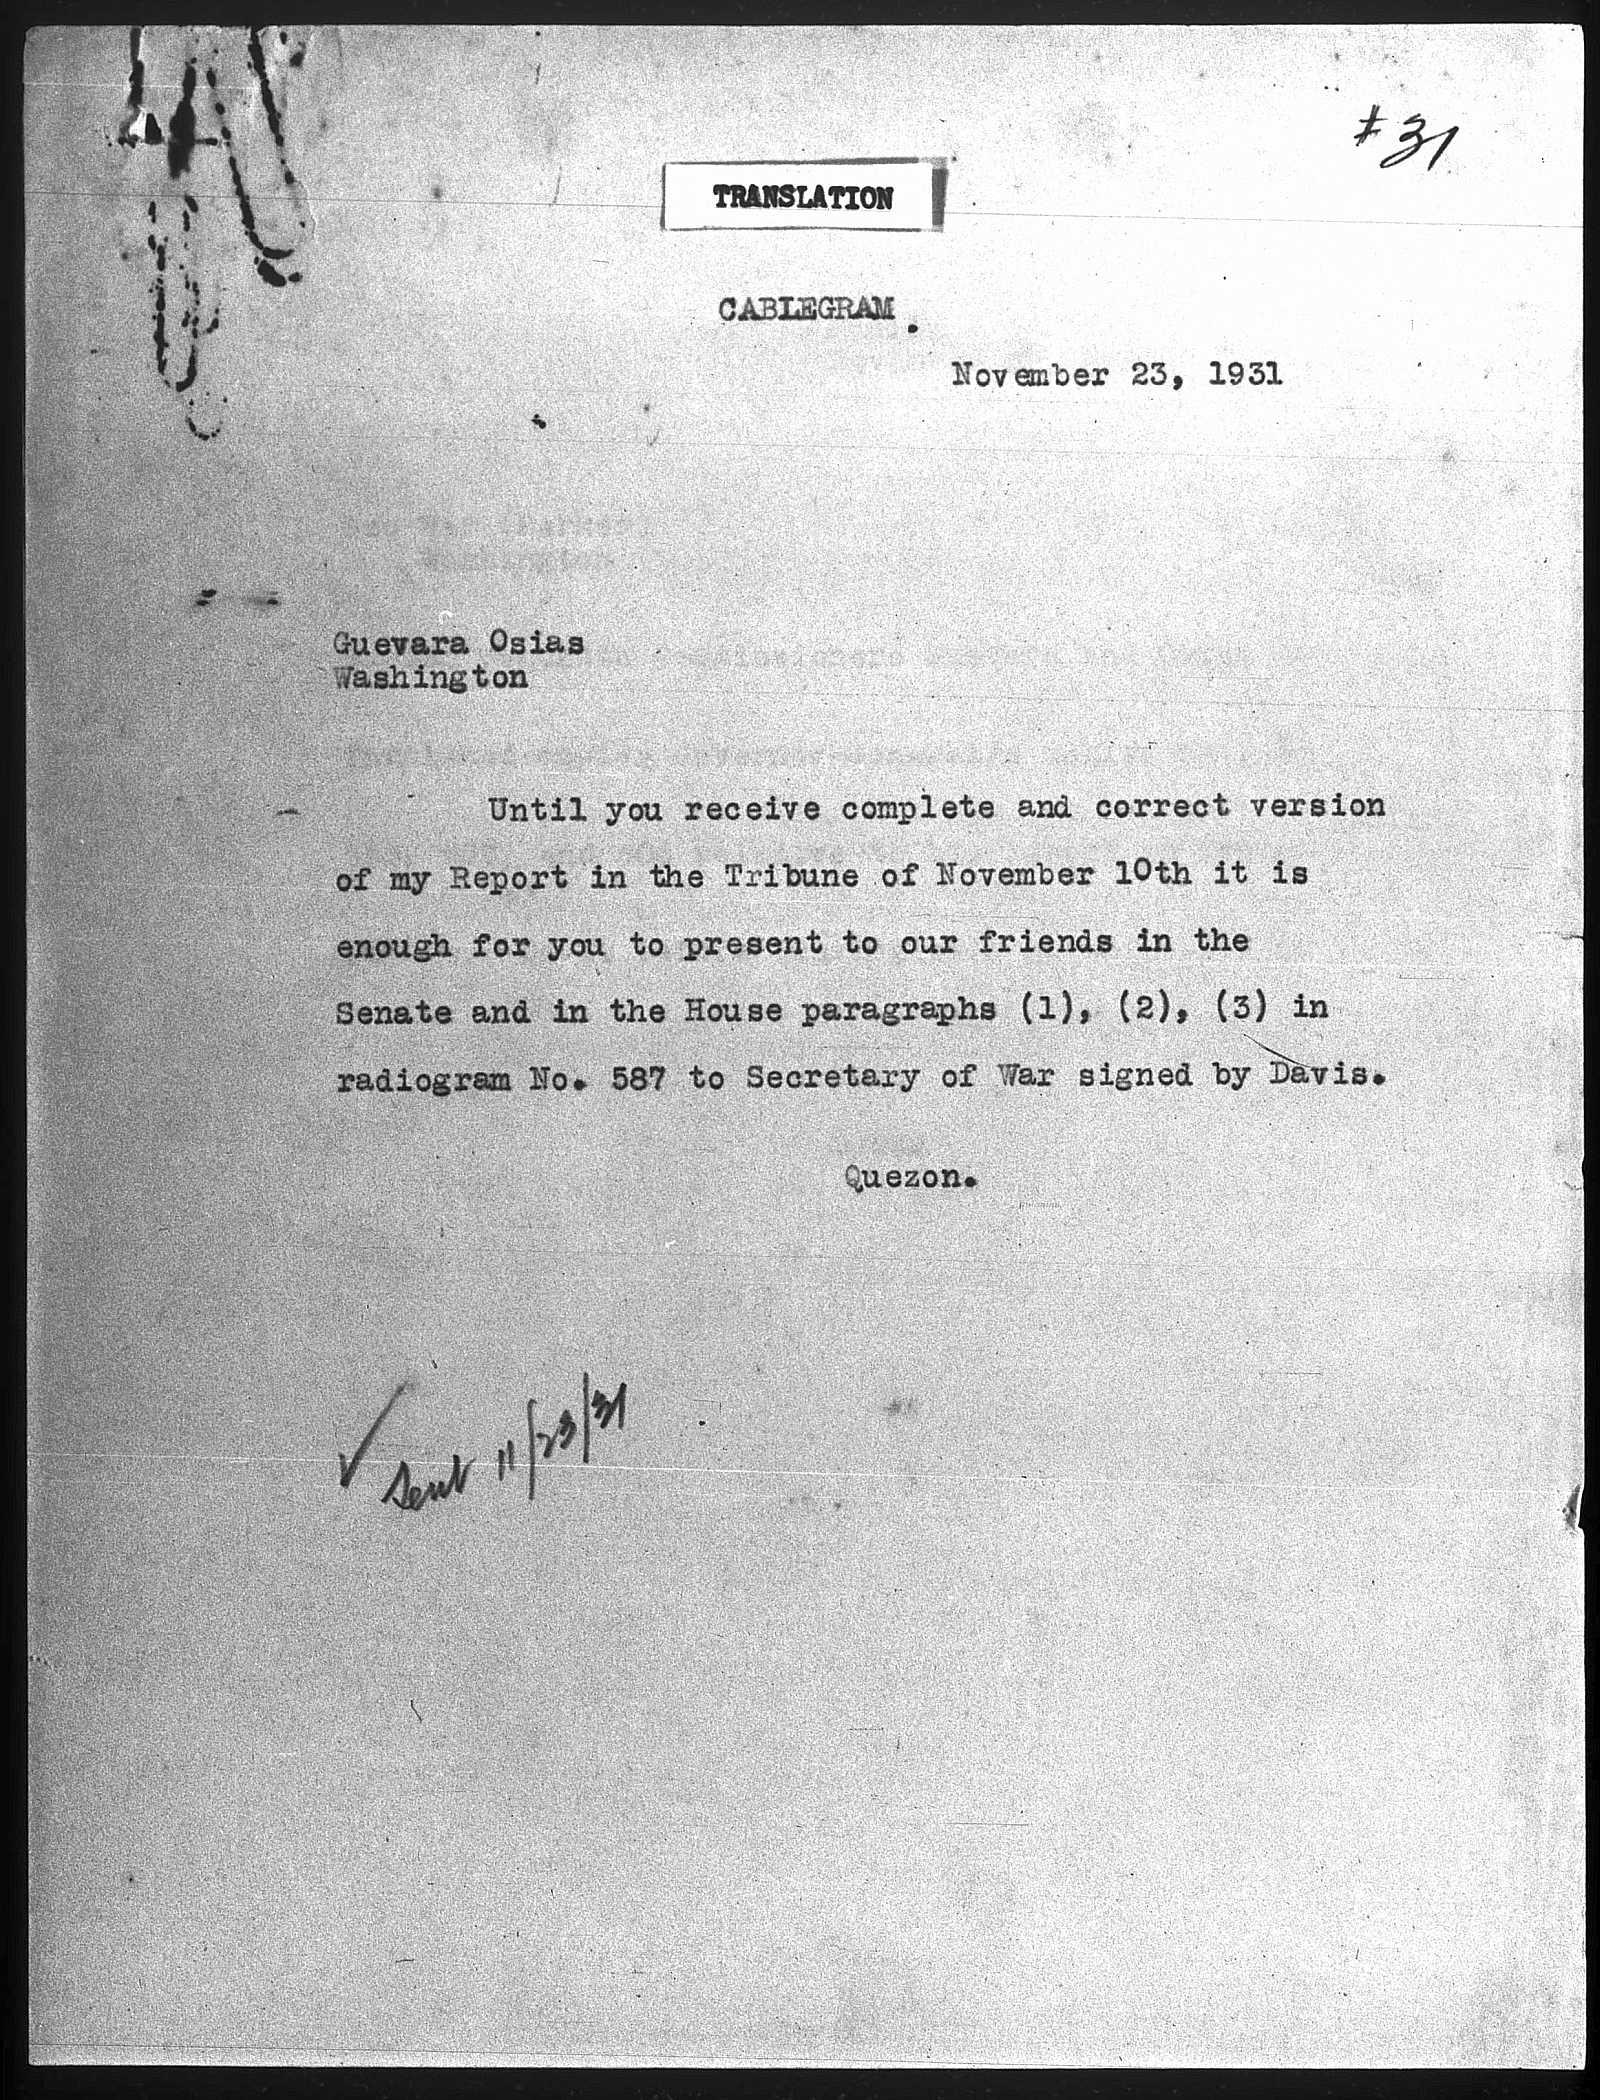 #31
TRANSLATION
CABLEGRAM.
November 23, 1931
Guevara Osias
Washington
Until you receive complete and correct version
of my Report in the Tribune of November 10th it is
enough for you to present to our friends in the
Senate and in the House paragraphs (1), (2), (3) in
radiogram No. 587 to Secretary of War signed by Davis.
Quezon.
✓ Sent 11/23/31